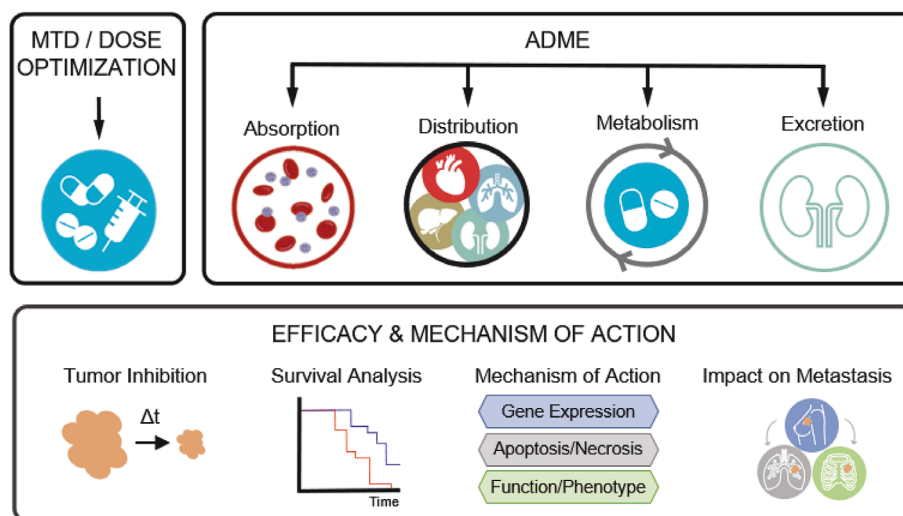 MTD / DOSE
OPTIMIZATION
ADME
Absorption
Distribution
Metabolism
Excretion
EFFICACY & MECHANISM OF ACTION
Tumor Inhibition
Δt
Survival Analysis
Time
Mechanism of Action
Gene Expression
Apoptosis/Necrosis
Function/Phenotype
Impact on Metastasis